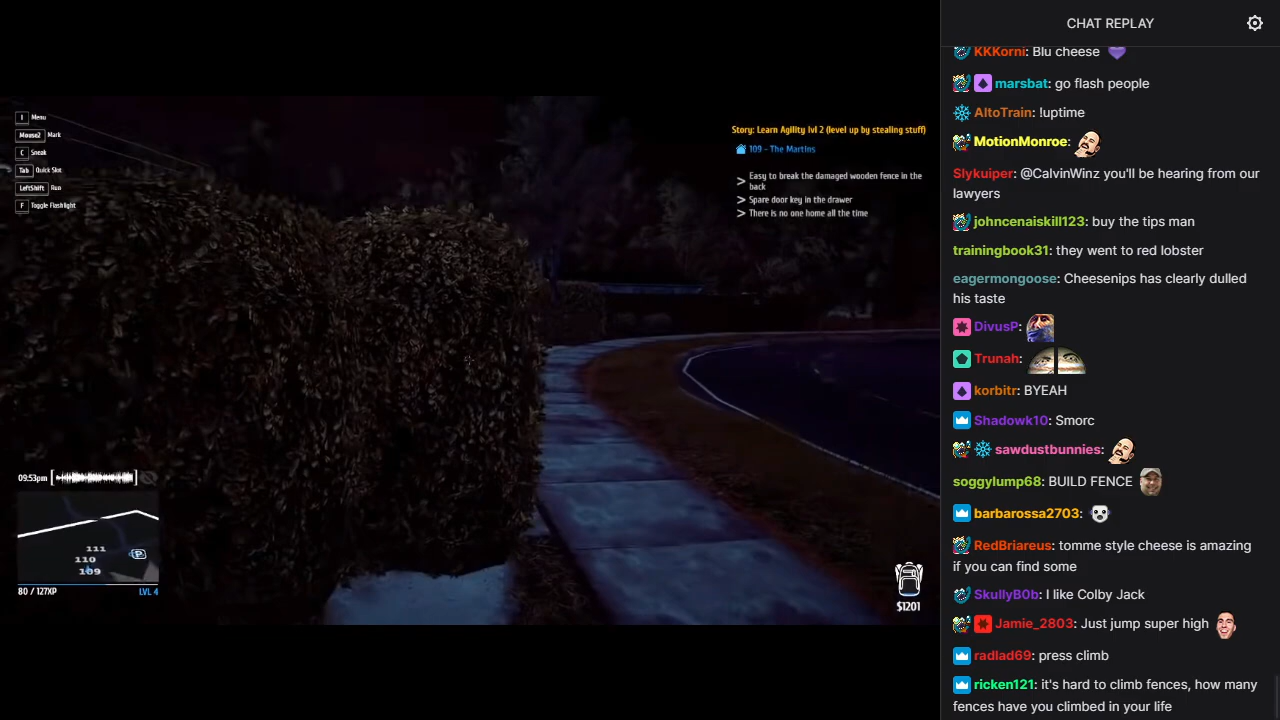 I Menu
Mouse2 Mark
C Sneak
Tab Quick Slot
LeftShift Run
F Toggle Flashlight
Story: Learn Agility lvl 2 (level up by stealing stuff)
109 - The Martins
> Easy to break the damaged wooden fence in the
back
> Spare door key in the drawer
> There is no one home all the time
09:53pm
111
110
109
P
80 / 127XP
LVL 4
$1201
CHAT REPLAY
KKKorni: Blu cheese
marsbat: go flash people
AltoTrain: !uptime
MotionMonroe:
Slykuiper: @CalvinWinz you'll be hearing from our
lawyers
johncenaiskill123: buy the tips man
trainingbook31: they went to red lobster
eagermongoose: Cheesenips has clearly dulled
his taste
DivusP:
Trunah:
korbitr: BYEAH
Shadowk10: Smorc
sawdustbunnies:
soggylump68: BUILD FENCE
barbarossa2703:
RedBriareus: tomme style cheese is amazing
if you can find some
SkullyB0b: I like Colby Jack
Jamie_2803: Just jump super high
radlad69: press climb
ricken121: it's hard to climb fences, how many
fences have you climbed in your life